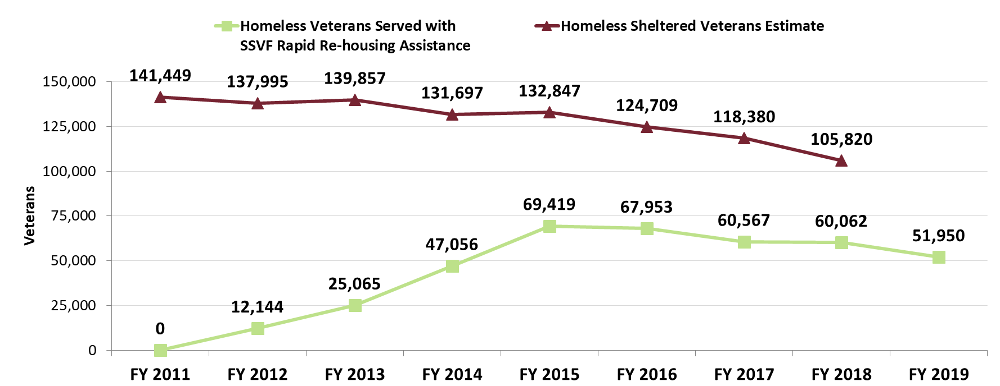 Homeless Veterans Served with
SSVF Rapid Re-housing Assistance
Homeless Sheltered Veterans Estimate
Veterans
150,000
125,000
100,000
75,000
50,000
25,000
0
141,449
137,995
139,857
131,697
132,847
124,709
118,380
105,820
0
12,144
25,065
47,056
69,419
67,953
60,567
60,062
51,950
FY 2011
FY 2012
FY 2013
FY 2014
FY 2015
FY 2016
FY 2017
FY 2018
FY 2019